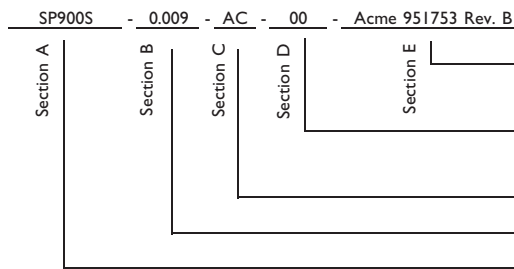 SP900S - 0.009 - AC - 00 - Acme 951753 Rev. B
Section A
Section B
Section C
Section D
Section E